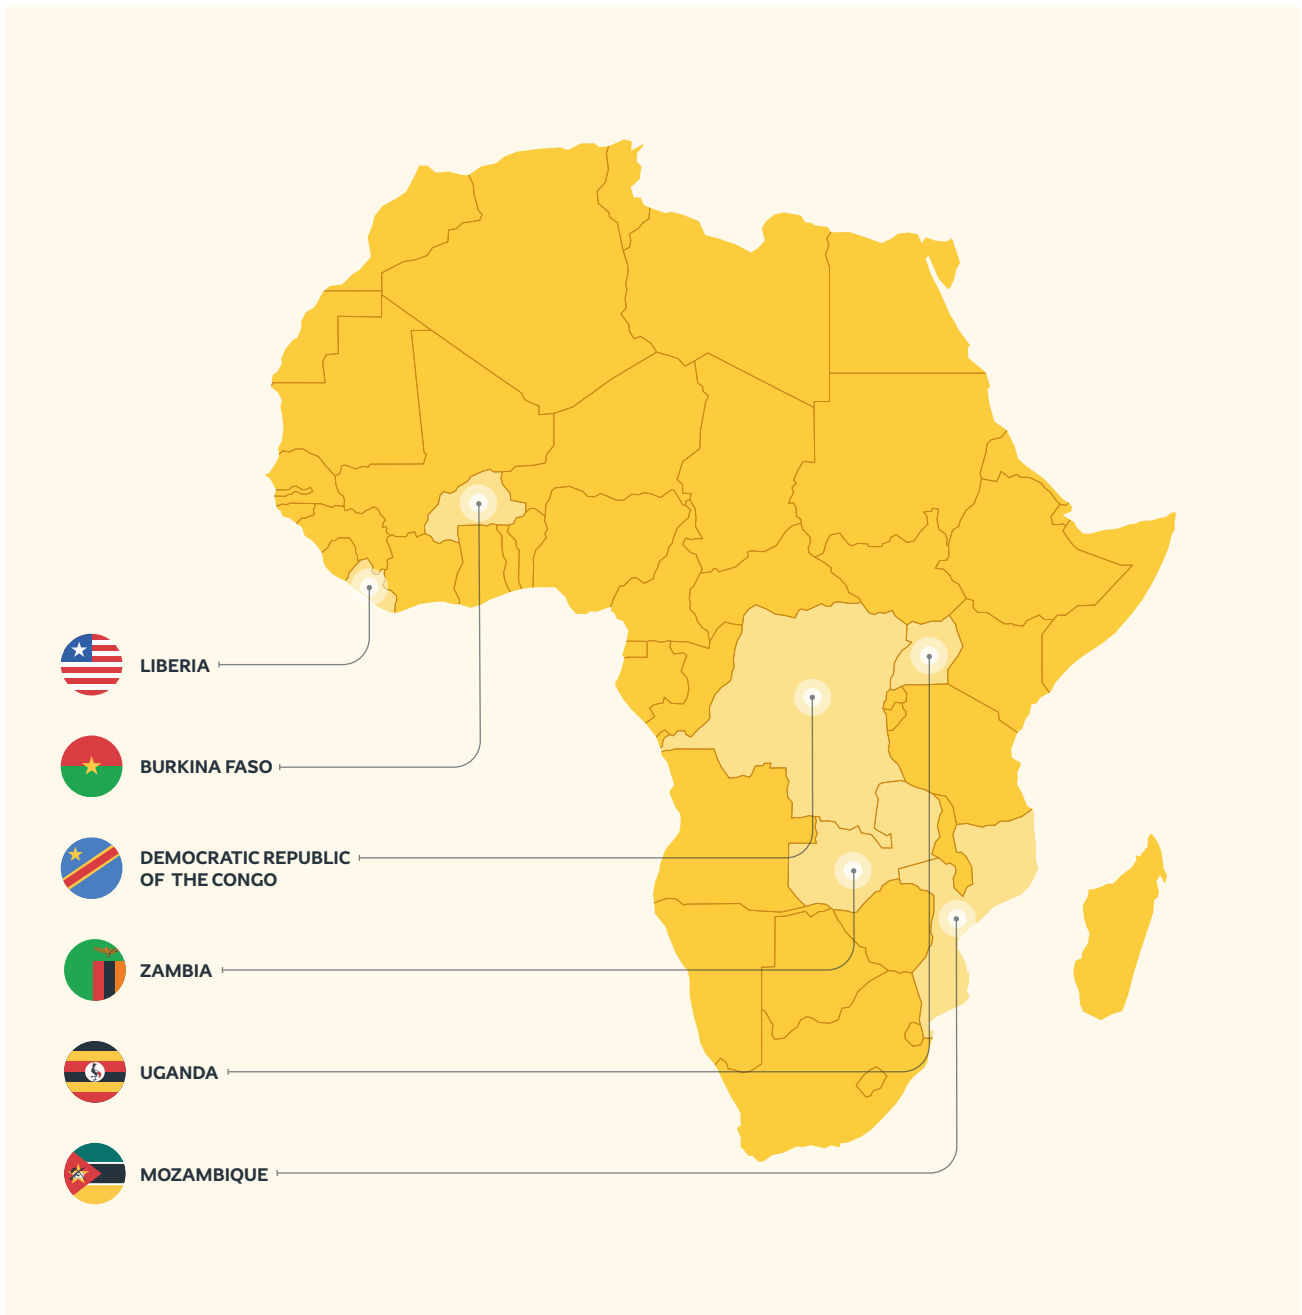 LIBERIA
BURKINA FASO
DEMOCRATIC REPUBLIC
OF THE CONGO
ZAMBIA
UGANDA
MOZAMBIQUE